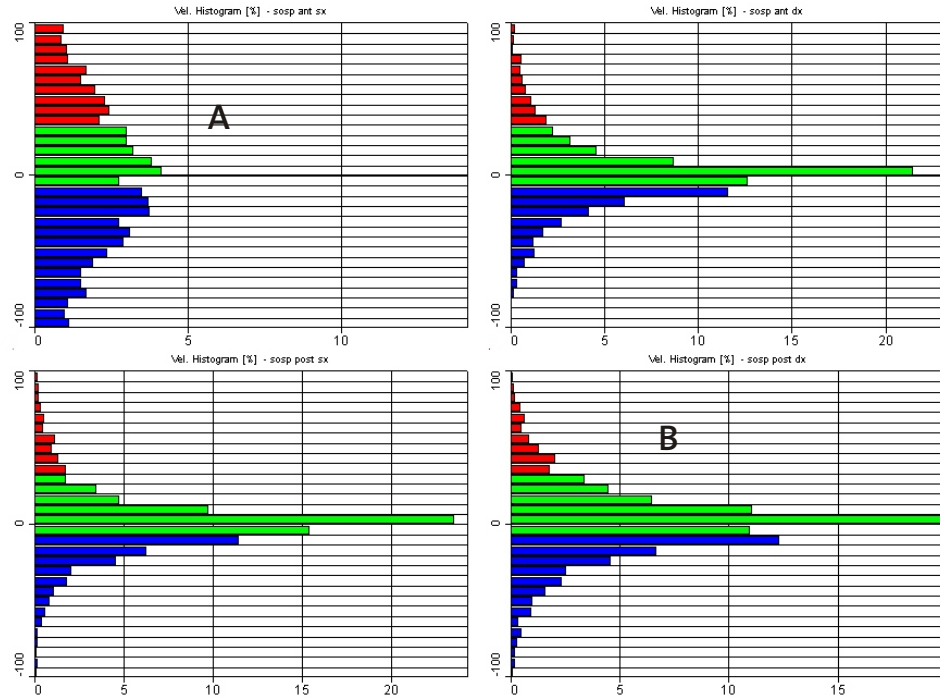 Vel. Histogram [%] - sosp ant sx
100
0
-100
A
0 5 10
Vel. Histogram [%] - sosp ant dx
100
0
-100
0 5 10 15 20
Vel. Histogram [%] - sosp post sx
100
0
-100
5 10 15 20
Vel. Histogram [%] - sosp post dx
100
0
-100
B
0 5 10 15